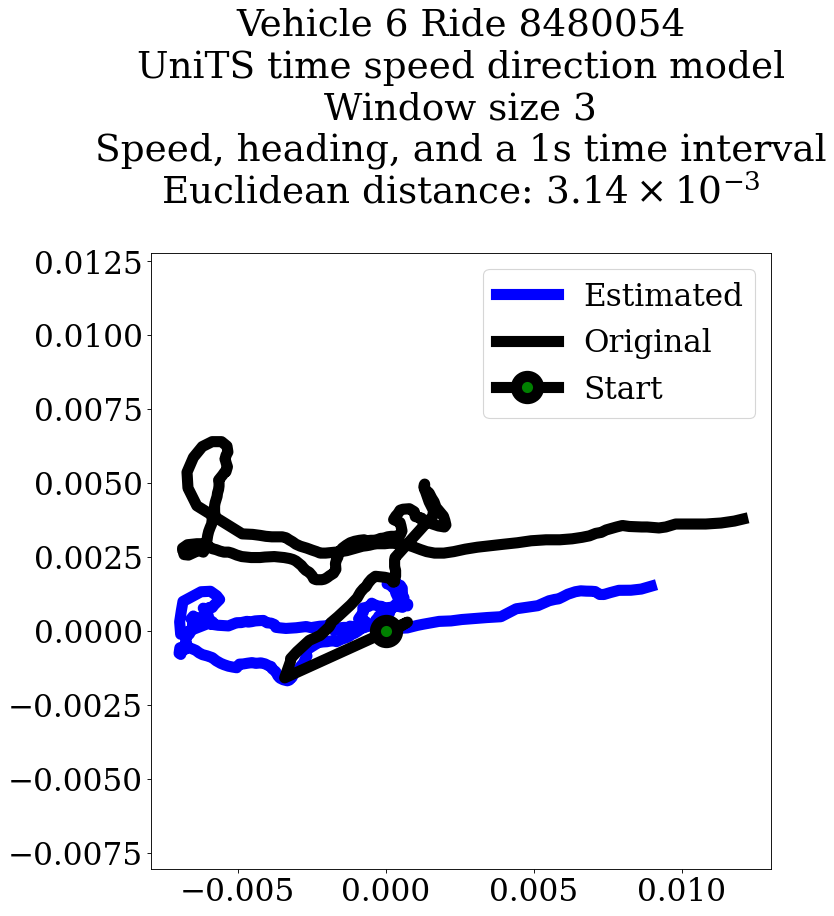 Vehicle 6 Ride 8480054
UniTS time speed direction model
Window size 3
Speed, heading, and a 1s time interval
Euclidean distance: 3.14 × 10⁻³
Estimated
Original
Start
0.0125
0.0100
0.0075
0.0050
0.0025
0.0000
−0.0025
−0.0050
−0.0075
−0.005
0.000
0.005
0.010